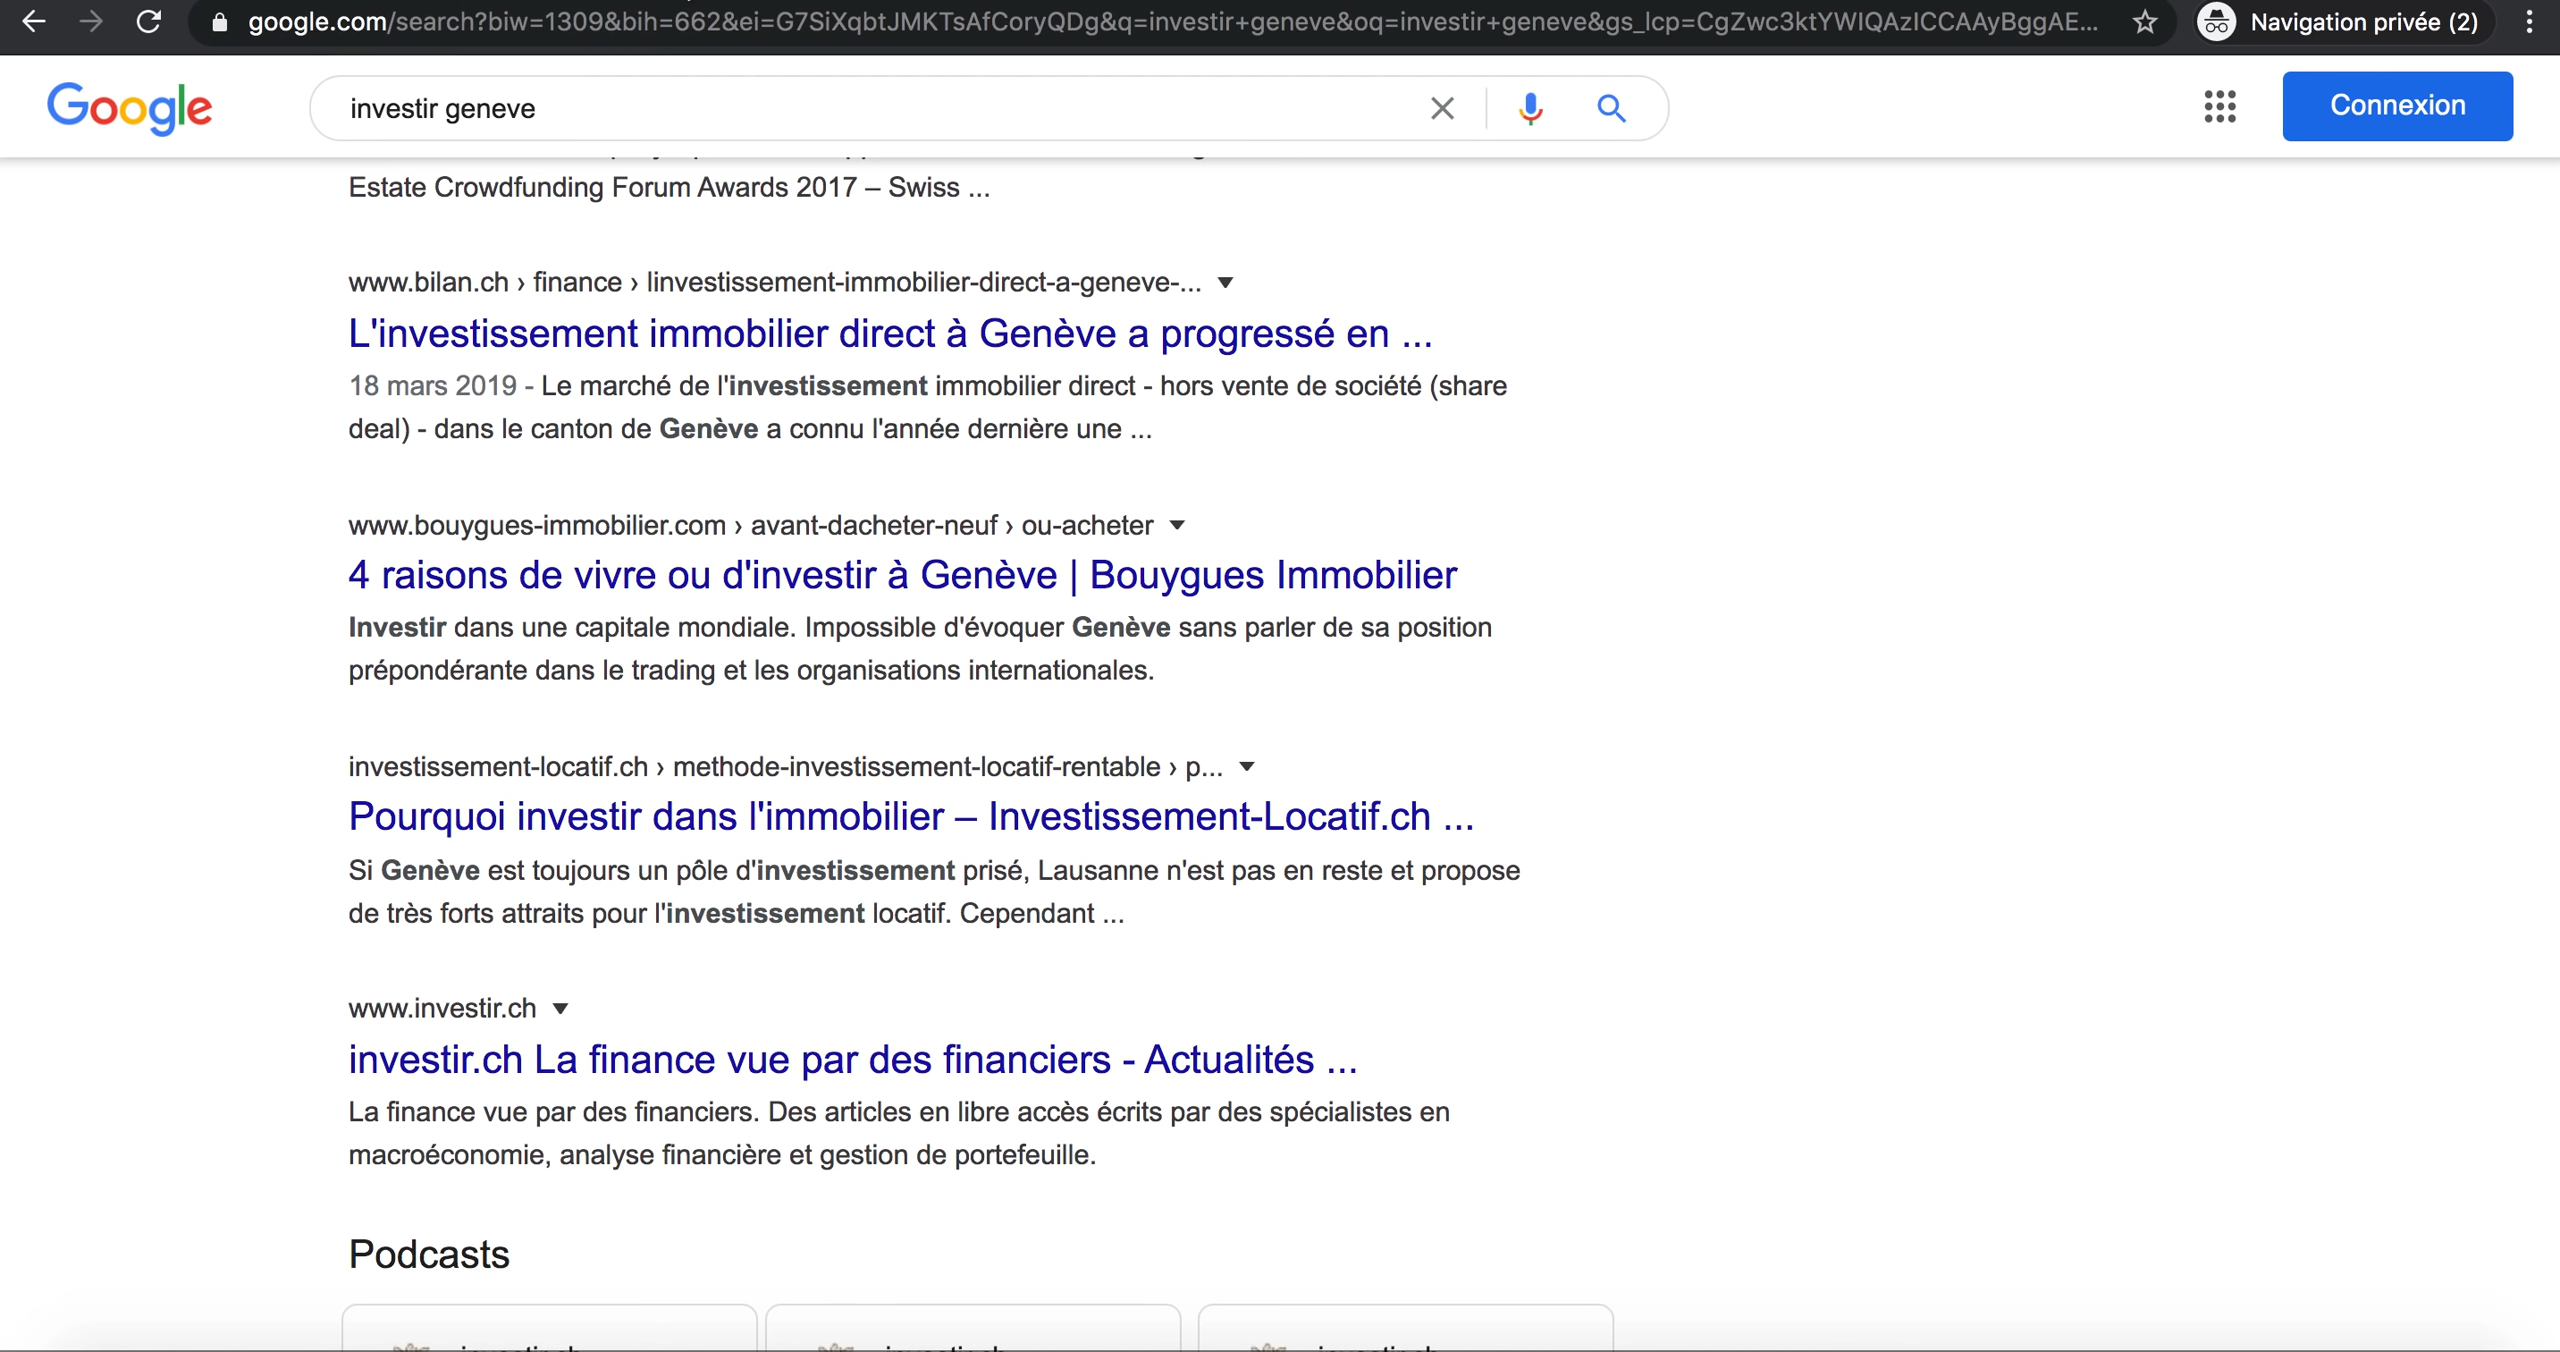 google.com/search?biw=1309&bih=662&ei=G7SiXqbtJMKTsAfCoryQDg&q=investir+geneve&oq=investir+geneve&gs_lcp=CgZwc3ktYWIQAzICCAAyBggAE...
Navigation privée (2)
Google
investir geneve
Connexion
Estate Crowdfunding Forum Awards 2017 – Swiss ...
www.bilan.ch › finance › linvestissement-immobilier-direct-a-geneve-...
L'investissement immobilier direct à Genève a progressé en ...
18 mars 2019 - Le marché de l'investissement immobilier direct - hors vente de société (share
deal) - dans le canton de Genève a connu l'année dernière une ...
www.bouygues-immobilier.com › avant-dacheter-neuf › ou-acheter
4 raisons de vivre ou d'investir à Genève | Bouygues Immobilier
Investir dans une capitale mondiale. Impossible d'évoquer Genève sans parler de sa position
prépondérante dans le trading et les organisations internationales.
investissement-locatif.ch › methode-investissement-locatif-rentable › p...
Pourquoi investir dans l'immobilier – Investissement-Locatif.ch ...
Si Genève est toujours un pôle d'investissement prisé, Lausanne n'est pas en reste et propose
de très forts attraits pour l'investissement locatif. Cependant ...
www.investir.ch
investir.ch La finance vue par des financiers - Actualités ...
La finance vue par des financiers. Des articles en libre accès écrits par des spécialistes en
macroéconomie, analyse financière et gestion de portefeuille.
Podcasts